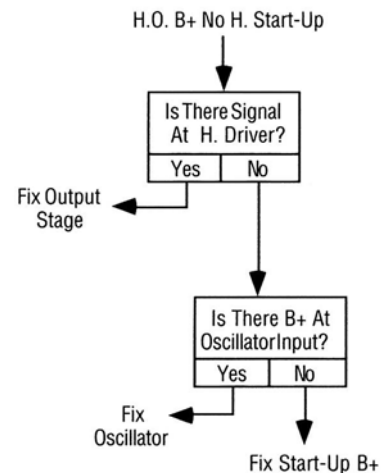 H.O. B+ No H. Start-Up
Is There Signal
At H. Driver?
Yes
No
Fix Output
Stage
Is There B+ At
Oscillator Input?
Yes
No
Fix
Oscillator
Fix Start-Up B+